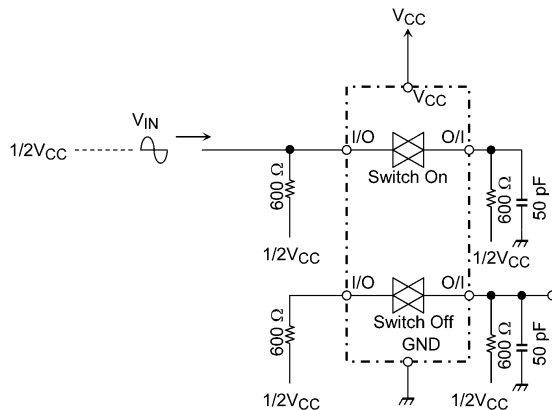 VCC
VCC
VIN
1/2VCC
I/O
O/I
Switch On
600 Ω
600 Ω
50 pF
1/2VCC
1/2VCC
I/O
O/I
Switch Off
GND
600 Ω
600 Ω
50 pF
1/2VCC
1/2VCC